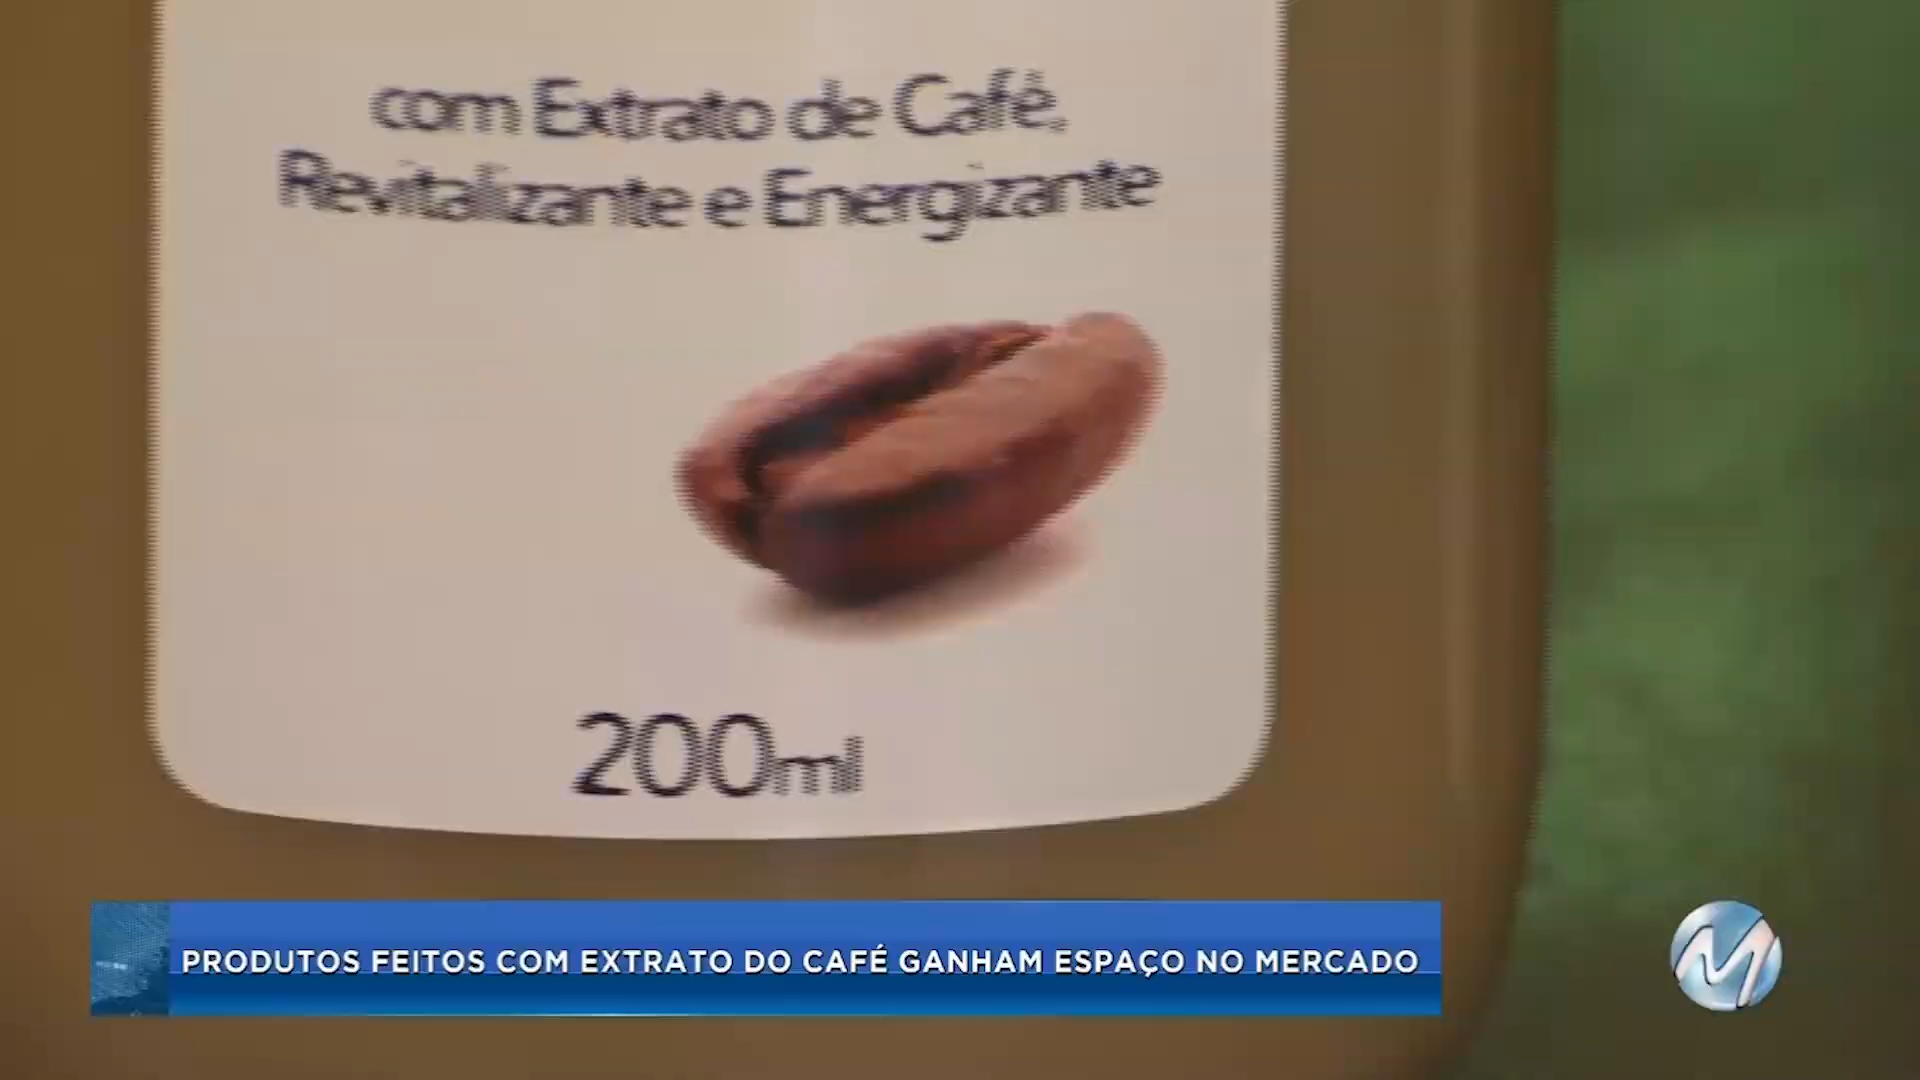 com Extrato de Café,
Revitalizante e Energizante
200ml
PRODUTOS FEITOS COM EXTRATO DO CAFÉ GANHAM ESPAÇO NO MERCADO